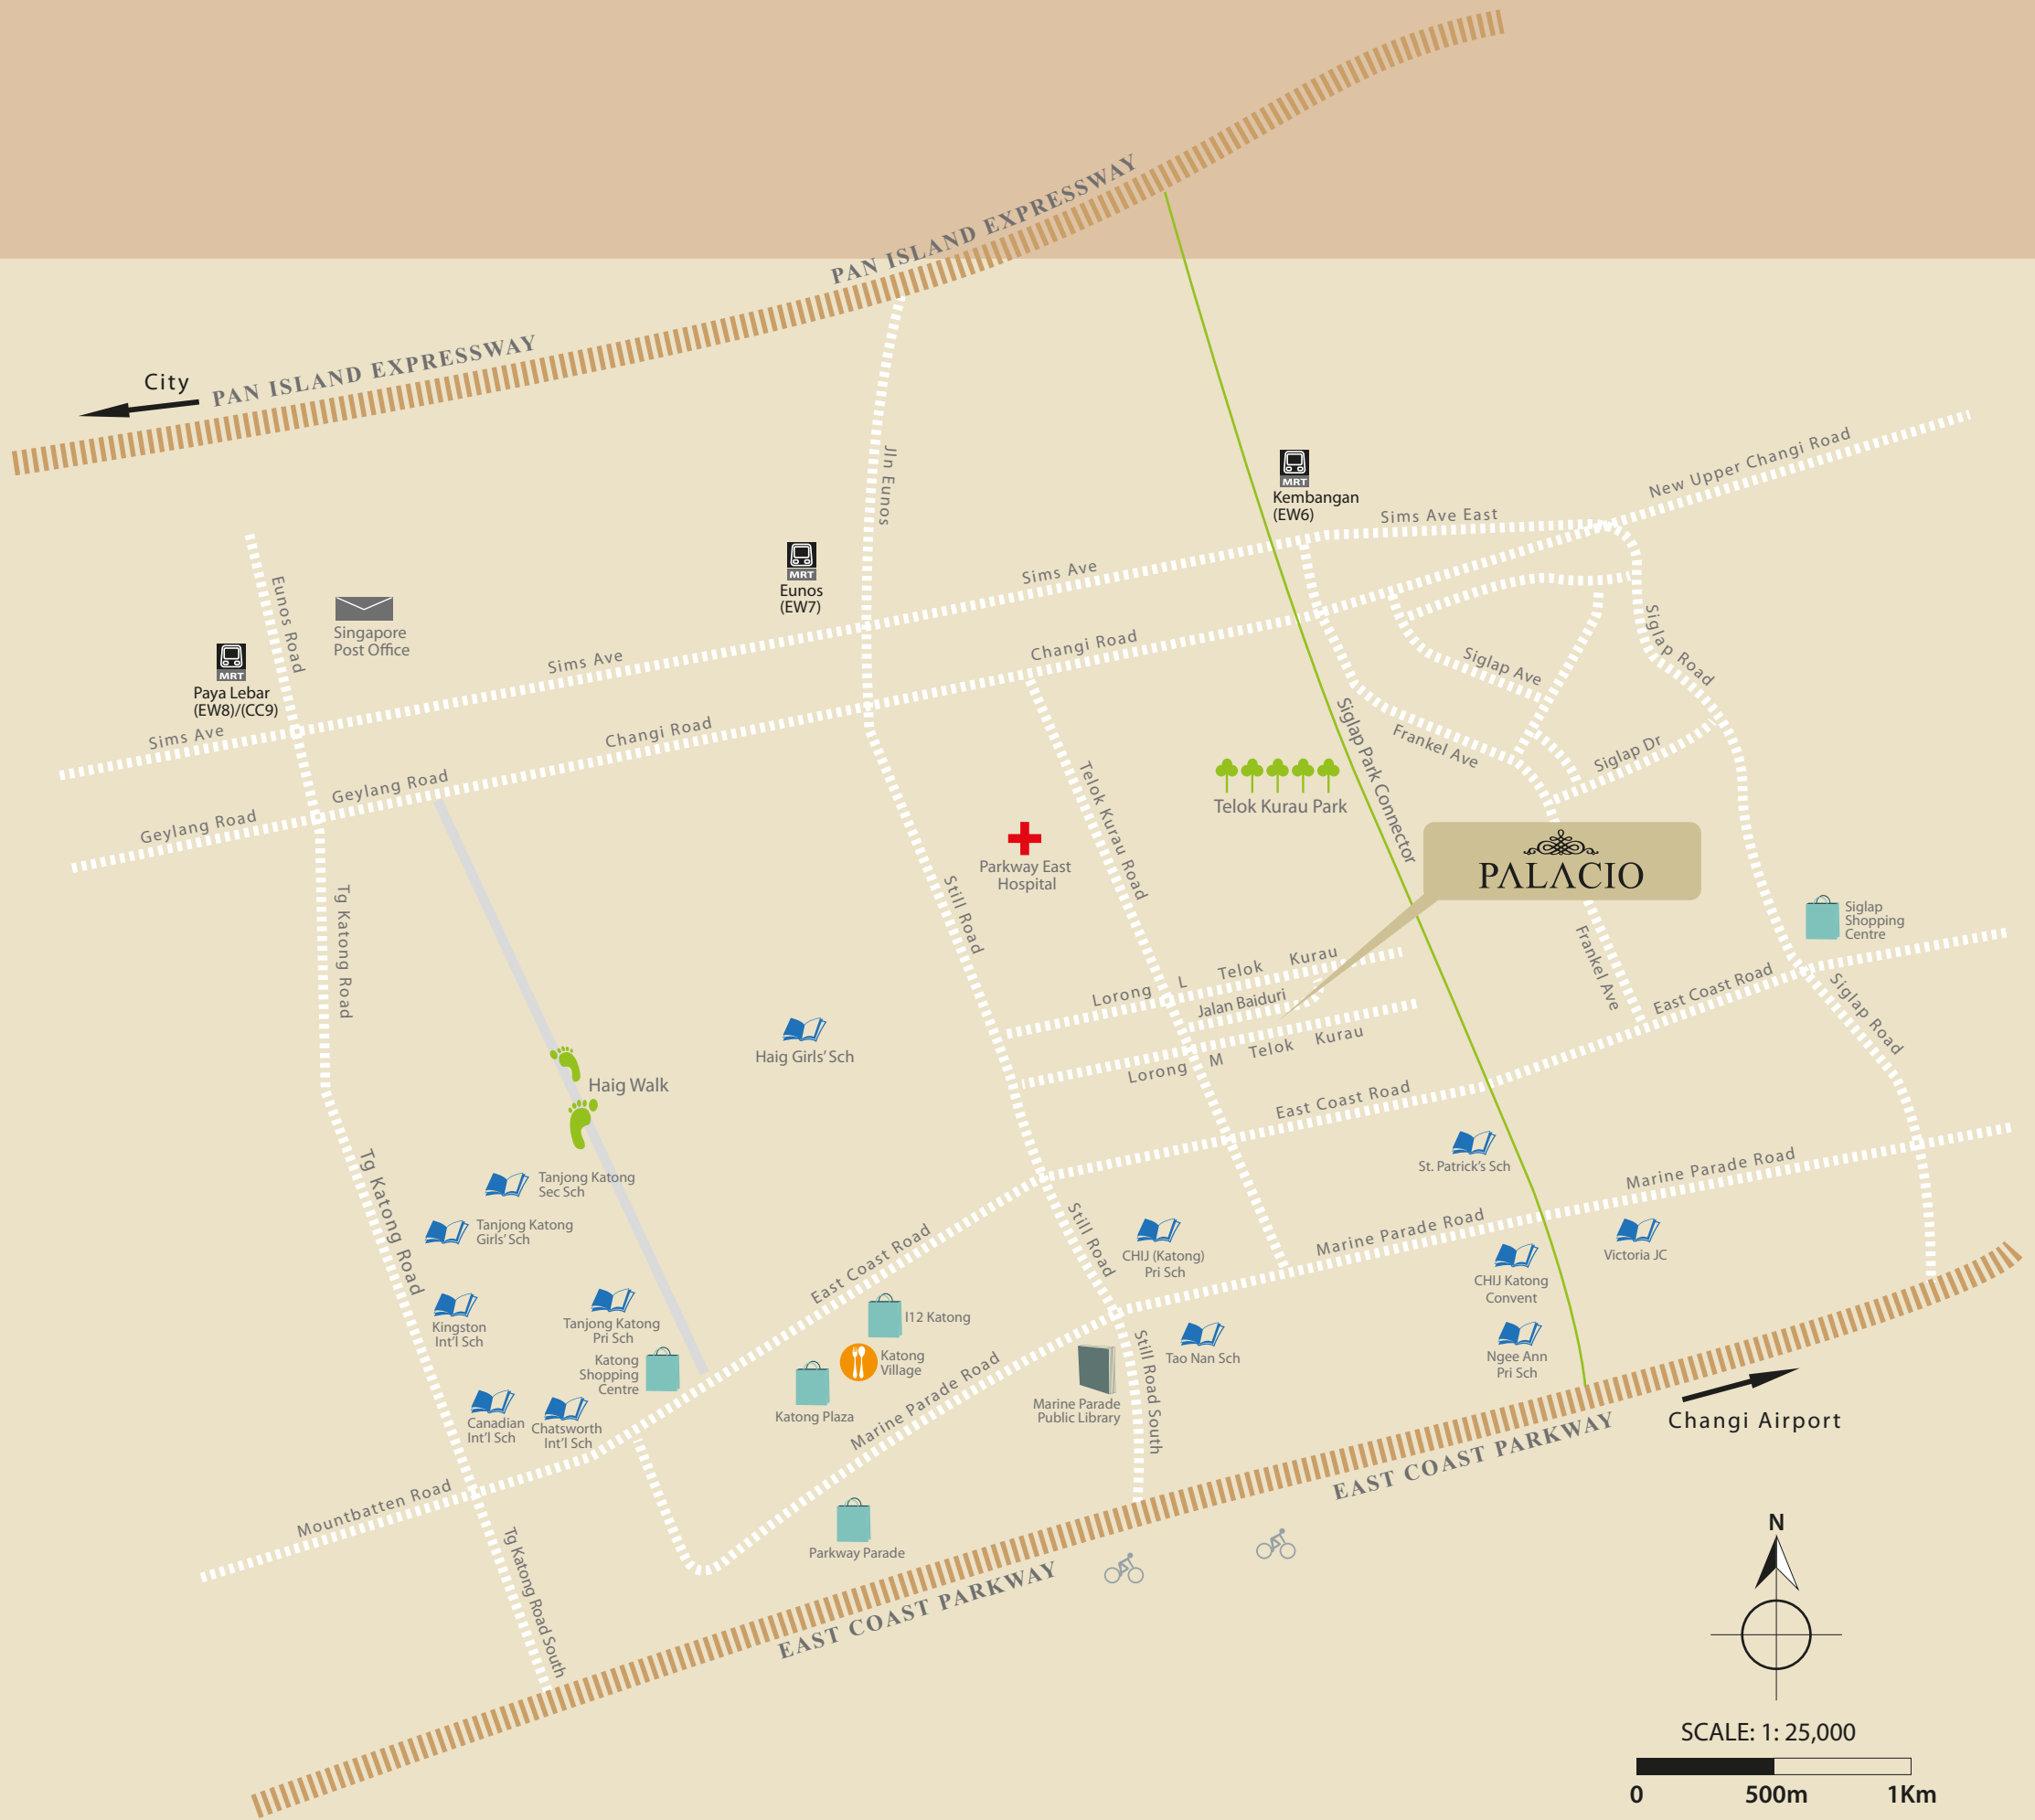 PAN ISLAND EXPRESSWAY
PAN ISLAND EXPRESSWAY
City
Jln Eunos
New Upper Changi Road
MRT
Kembangan
(EW6)
Sims Ave East
MRT
Eunos
(EW7)
Sims Ave
Eunos Road
Singapore
Post Office
MRT
Paya Lebar
(EW8)/(CC9)
Sims Ave
Sims Ave
Changi Road
Changi Road
Siglap Road
Siglap Ave
Frankel Ave
Siglap Dr
Siglap Park Connector
Geylang Road
Geylang Road
Telok Kurau Road
Telok Kurau Park
PALACIO
Parkway East
Hospital
Still Road
Tg Katong Road
Siglap
Shopping
Centre
Frankel Ave
Lorong L Telok Kurau
Jalan Baiduri
Lorong M Telok Kurau
East Coast Road
Siglap Road
Haig Girls' Sch
Haig Walk
East Coast Road
St. Patrick's Sch
Marine Parade Road
Tg Katong Road
Tanjong Katong
Sec Sch
Tanjong Katong
Girls' Sch
Still Road
East Coast Road
CHIJ (Katong)
Pri Sch
Marine Parade Road
Victoria JC
CHIJ Katong
Convent
Kingston
Int'l Sch
Tanjong Katong
Pri Sch
I12 Katong
Katong
Village
Katong
Shopping
Centre
Katong Plaza
Marine Parade Road
Tao Nan Sch
Ngee Ann
Pri Sch
Still Road South
Marine Parade
Public Library
Canadian
Int'l Sch
Chatsworth
Int'l Sch
Changi Airport
EAST COAST PARKWAY
Mountbatten Road
Parkway Parade
EAST COAST PARKWAY
Tg Katong Road South
N
SCALE: 1: 25,000
0 500m 1Km